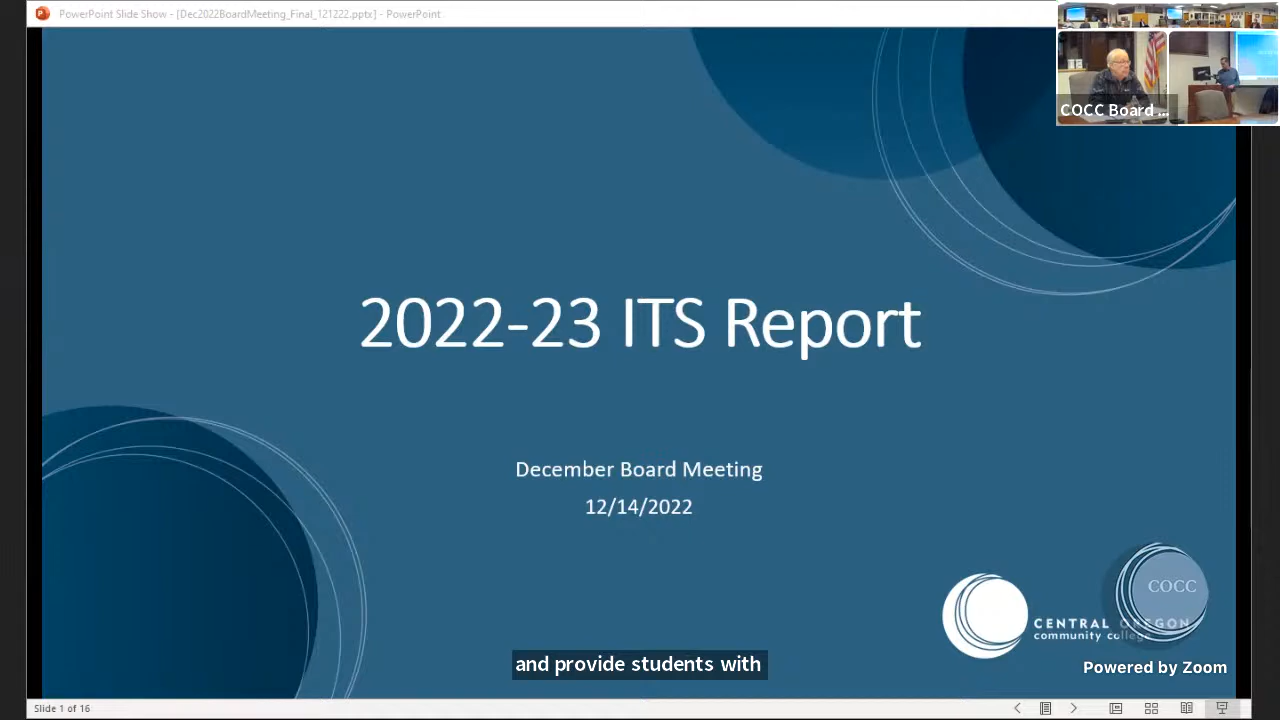 PowerPoint Slide Show - [Dec2022BoardMeeting_Final_121222.pptx] - PowerPoint
COCC Board ...
2022-23 ITS Report
December Board Meeting
12/14/2022
COCC
CENTRAL OREGON
community college
and provide students with
Powered by Zoom
Slide 1 of 16